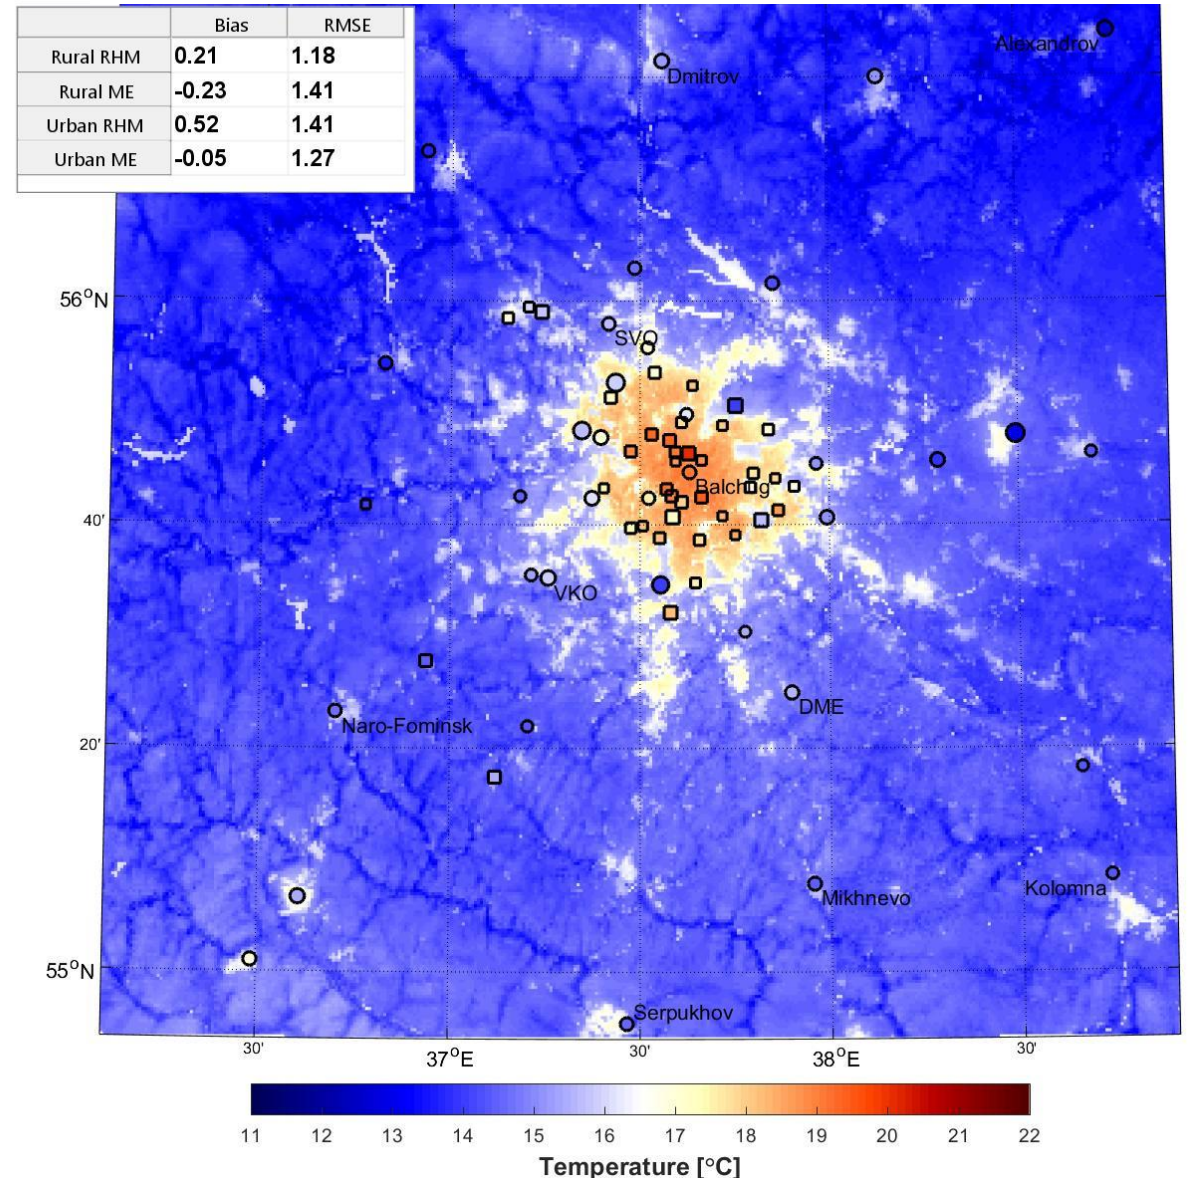 Bias RMSE
Rural RHM 0.21 1.18
Rural ME -0.23 1.41
Urban RHM 0.52 1.41
Urban ME -0.05 1.27
Alexandrov
Dmitrov
56°N
SVO
Balchug
40'
VKO
DME
Naro-Fominsk
20'
Kolomna
Mikhnevo
55°N
Serpukhov
30' 37°E 30' 38°E 30'
11 12 13 14 15 16 17 18 19 20 21 22
Temperature [°C]